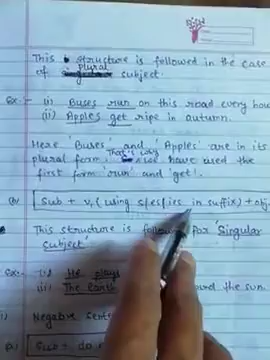 This structure is followed in the case
of plural subject.
Ex:- (i) Buses run on this road every hou
(ii) Apples get ripe in autumn.
Here 'Buses' and 'Apples' are in its
plural form. That's why we have used the
first form 'run' and 'get'.
Sub + V₁ (using s/es/ies in suffix) + obj
This structure is follo for 'Singular
subject'
Ex:- (i) He plays
(ii) The Earth ound the sun.
Negative Sent
Sub + do